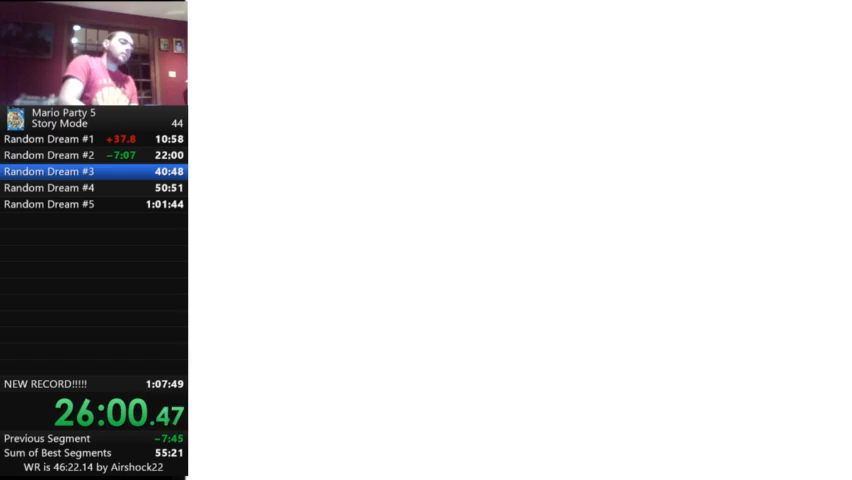 Mario Party 5
Story Mode 44
Random Dream #1 +37.8 10:58
Random Dream #2 −7:07 22:00
Random Dream #3 40:48
Random Dream #4 50:51
Random Dream #5 1:01:44
NEW RECORD!!!!! 1:07:49
26:00.47
Previous Segment −7:45
Sum of Best Segments 55:21
WR is 46:22.14 by Airshock22